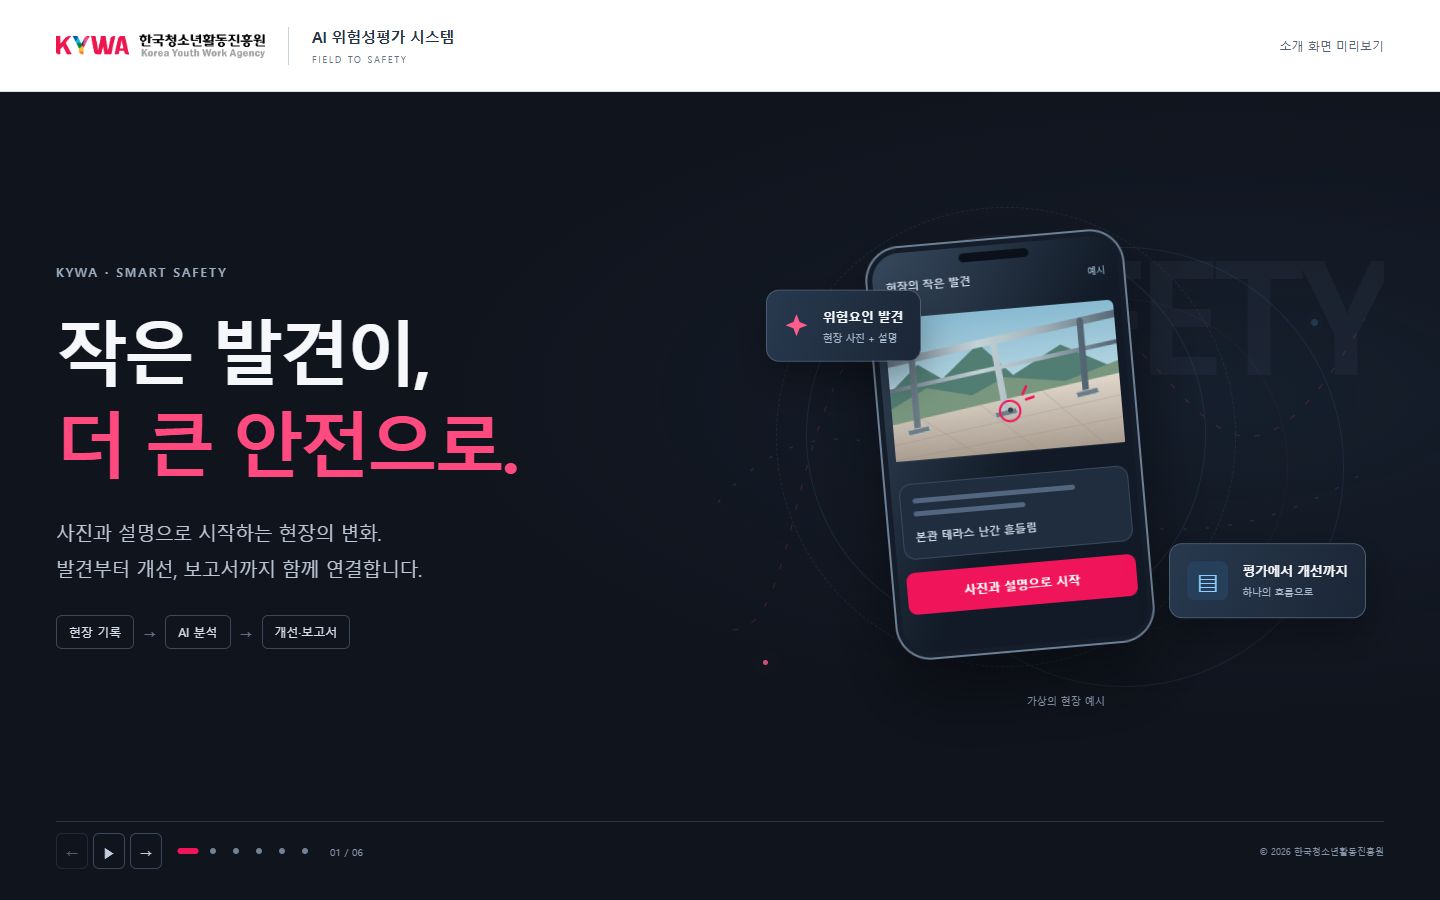 KYWA 한국청소년활동진흥원
Korea Youth Work Agency
AI 위험성평가 시스템
FIELD TO SAFETY
소개 화면 미리보기
KYWA · SMART SAFETY
작은 발견이,
더 큰 안전으로.
사진과 설명으로 시작하는 현장의 변화.
발견부터 개선, 보고서까지 함께 연결합니다.
현장 기록 → AI 분석 → 개선·보고서
FETY
현장의 작은 발견
예시
위험요인 발견
현장 사진 + 설명
본관 테라스 난간 흔들림
사진과 설명으로 시작
평가에서 개선까지
하나의 흐름으로
가상의 현장 예시
← ▶ →
01 / 06
© 2026 한국청소년활동진흥원